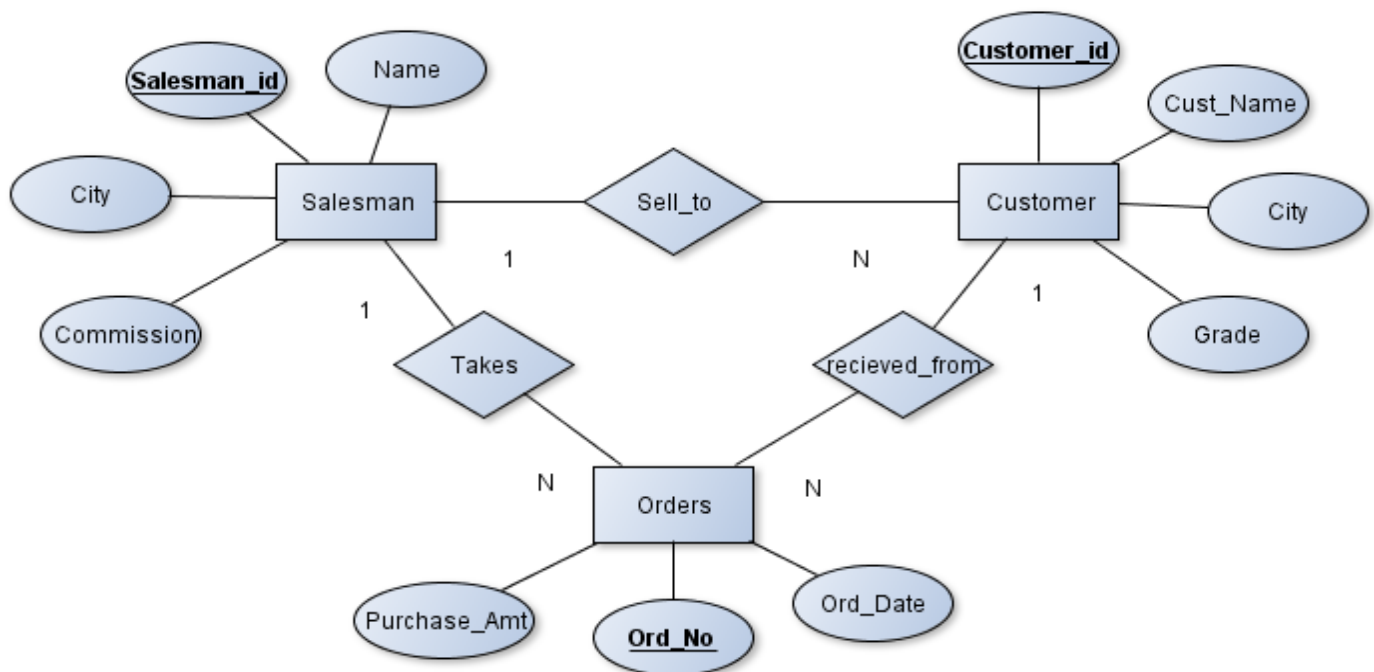 Salesman_id
Name
Customer_id
Cust_Name
City
Salesman
Sell_to
Customer
City
1
N
1
1
Commission
Takes
recieved_from
Grade
N
N
Orders
Purchase_Amt
Ord_No
Ord_Date